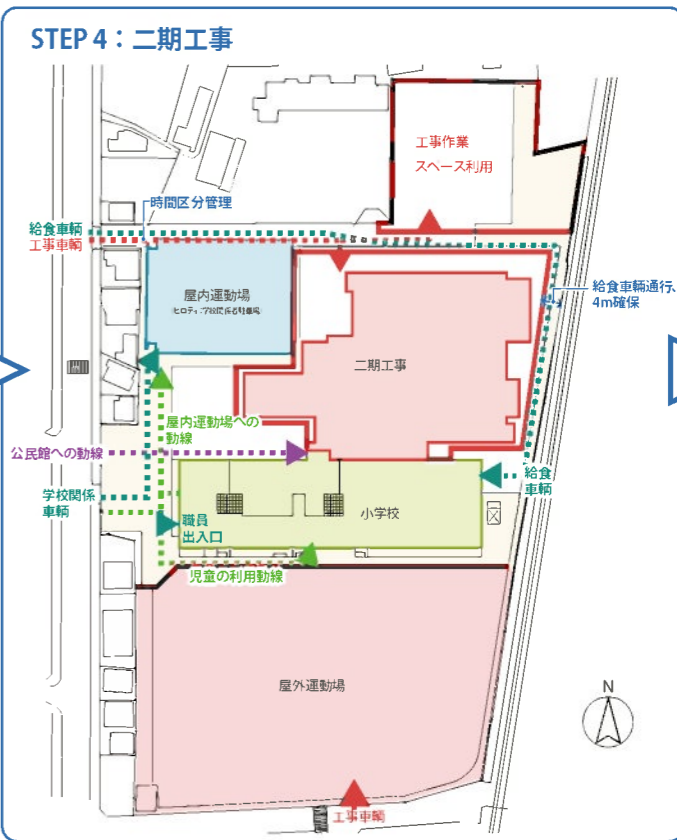 STEP 4：二期工事
工事作業
スペース利用
時間区分管理
給食車輌
工事車輌
屋内運動場
給食車輌通行、
4m確保
二期工事
屋内運動場への
動線
公民館への動線
学校関係
車輌
給食
車輌
小学校
職員
出入口
児童の利用動線
屋外運動場
N
工事車輌